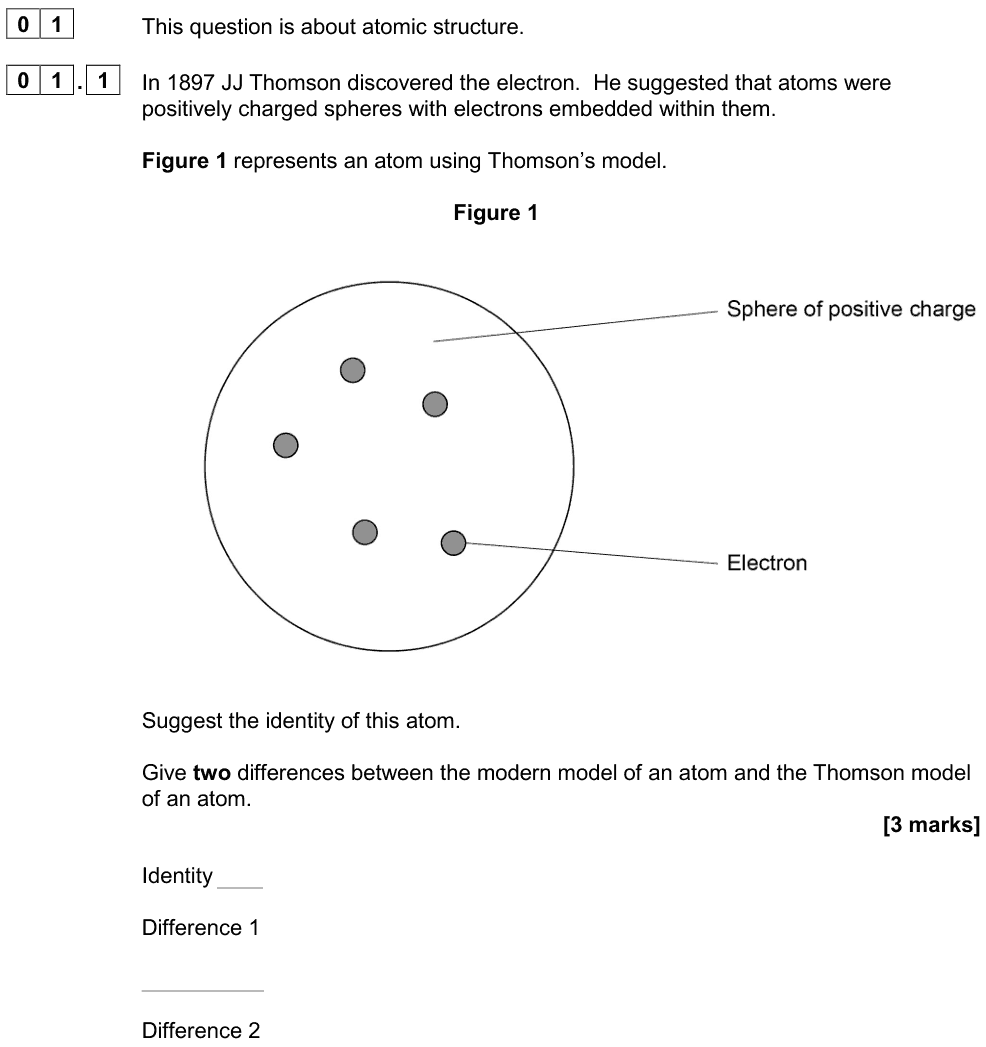 0 1 This question is about atomic structure.
0 1 . 1 In 1897 JJ Thomson discovered the electron. He suggested that atoms were
positively charged spheres with electrons embedded within them.
Figure 1 represents an atom using Thomson’s model.
Figure 1
Sphere of positive charge
Electron
Suggest the identity of this atom.
Give two differences between the modern model of an atom and the Thomson model
of an atom.
[3 marks]
Identity ____
Difference 1
Difference 2